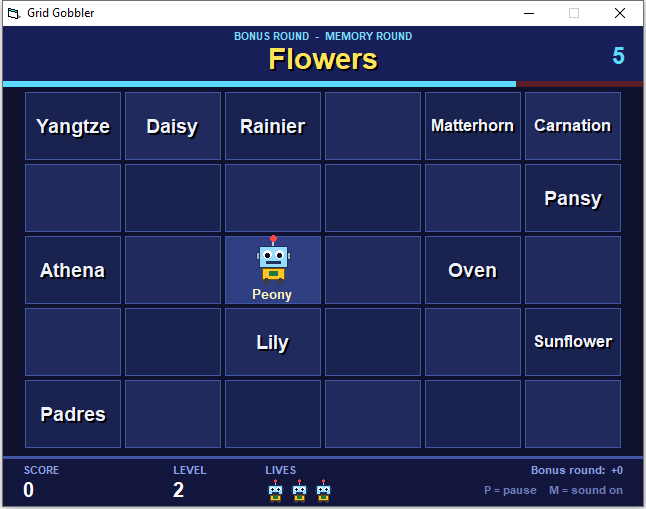 Grid Gobbler
BONUS ROUND - MEMORY ROUND
Flowers
5
Yangtze Daisy Rainier Matterhorn Carnation
Pansy
Athena Peony Oven
Lily Sunflower
Padres
SCORE LEVEL LIVES Bonus round: +0
0 2 P = pause M = sound on